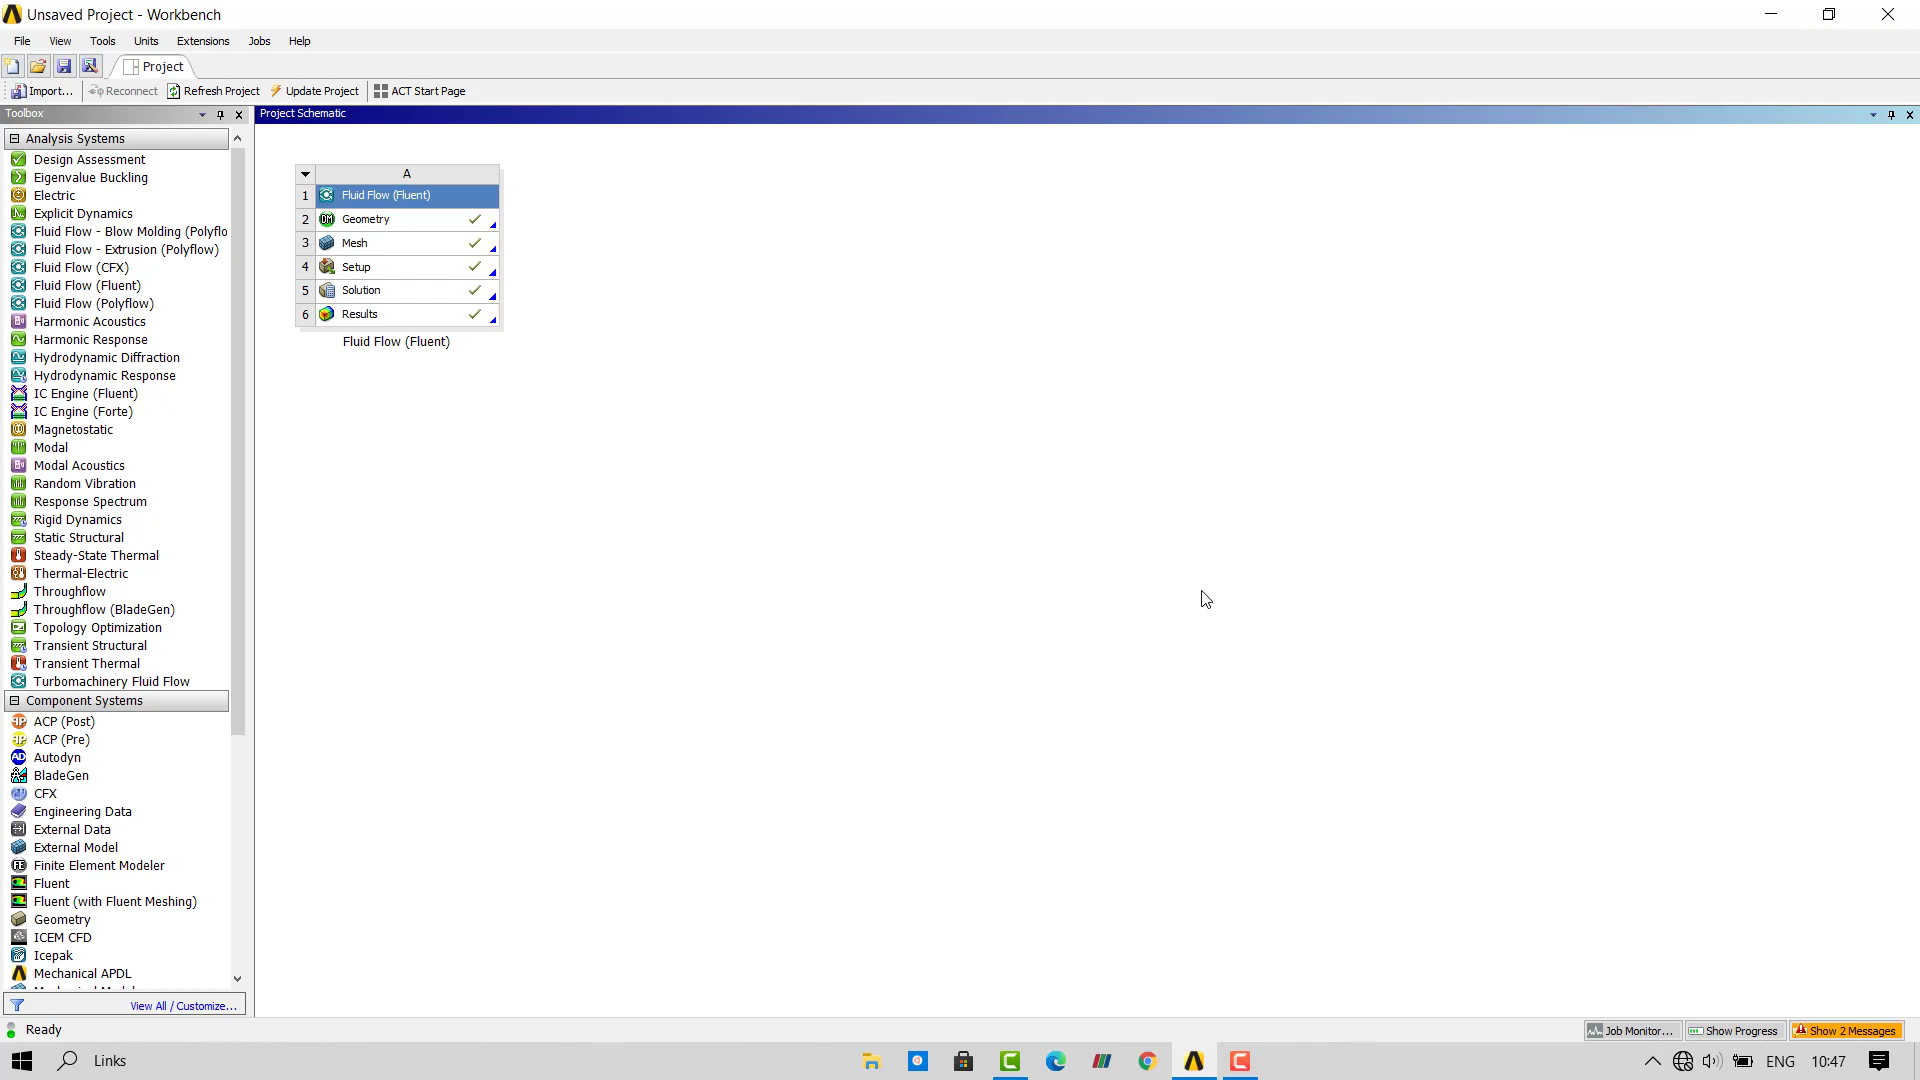 Unsaved Project - Workbench
File View Tools Units Extensions Jobs Help
Project
Import... Reconnect Refresh Project Update Project ACT Start Page
Toolbox
Project Schematic
Analysis Systems
Design Assessment
Eigenvalue Buckling
Electric
Explicit Dynamics
Fluid Flow - Blow Molding (Polyflo
Fluid Flow - Extrusion (Polyflow)
Fluid Flow (CFX)
Fluid Flow (Fluent)
Fluid Flow (Polyflow)
Harmonic Acoustics
Harmonic Response
Hydrodynamic Diffraction
Hydrodynamic Response
IC Engine (Fluent)
IC Engine (Forte)
Magnetostatic
Modal
Modal Acoustics
Random Vibration
Response Spectrum
Rigid Dynamics
Static Structural
Steady-State Thermal
Thermal-Electric
Throughflow
Throughflow (BladeGen)
Topology Optimization
Transient Structural
Transient Thermal
Turbomachinery Fluid Flow
Component Systems
ACP (Post)
ACP (Pre)
Autodyn
BladeGen
CFX
Engineering Data
External Data
External Model
Finite Element Modeler
Fluent
Fluent (with Fluent Meshing)
Geometry
ICEM CFD
Icepak
Mechanical APDL
View All / Customize...
A
1 Fluid Flow (Fluent)
2 Geometry
3 Mesh
4 Setup
5 Solution
6 Results
Fluid Flow (Fluent)
Ready
Job Monitor... Show Progress Show 2 Messages
Links
ENG 10:47